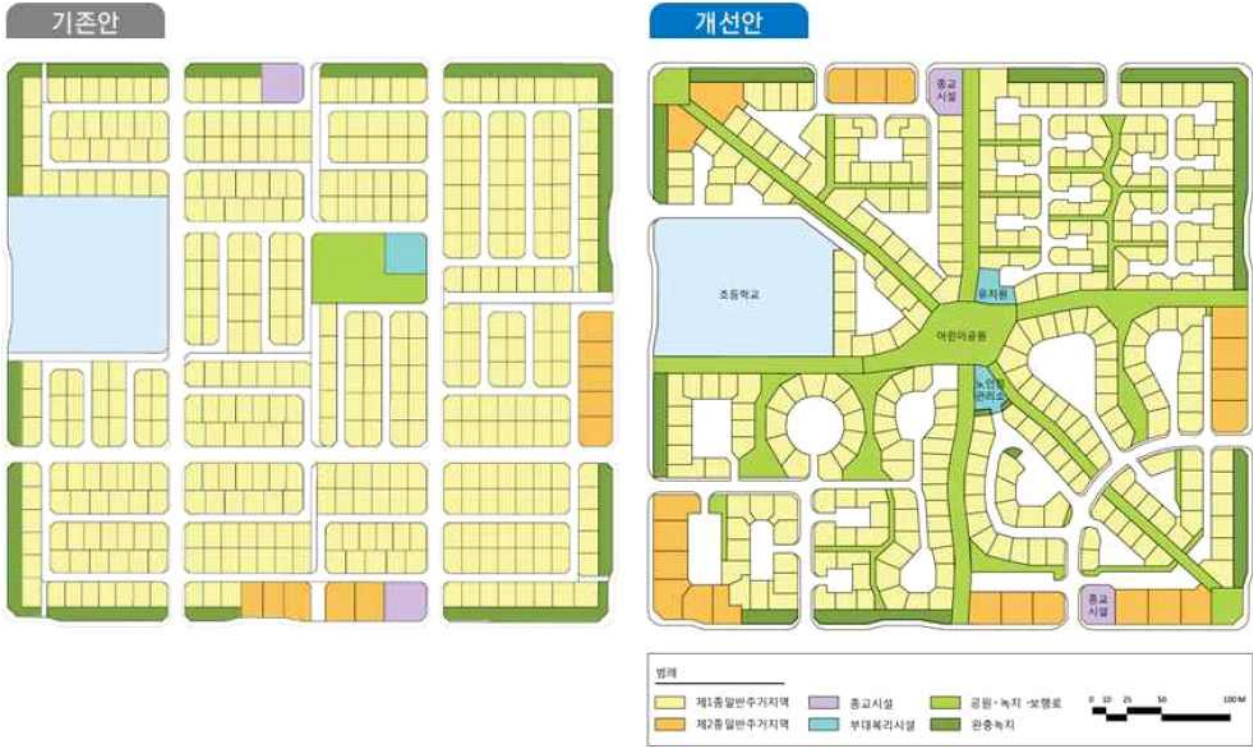 기존안
개선안
종교
시설
초등학교
유치원
어린이공원
노인정
관리소
종교
시설
범례
제1종일반주거지역
종교시설
공원·녹지·보행로
제2종일반주거지역
부대복리시설
완충녹지
0 10 25 50 100 M